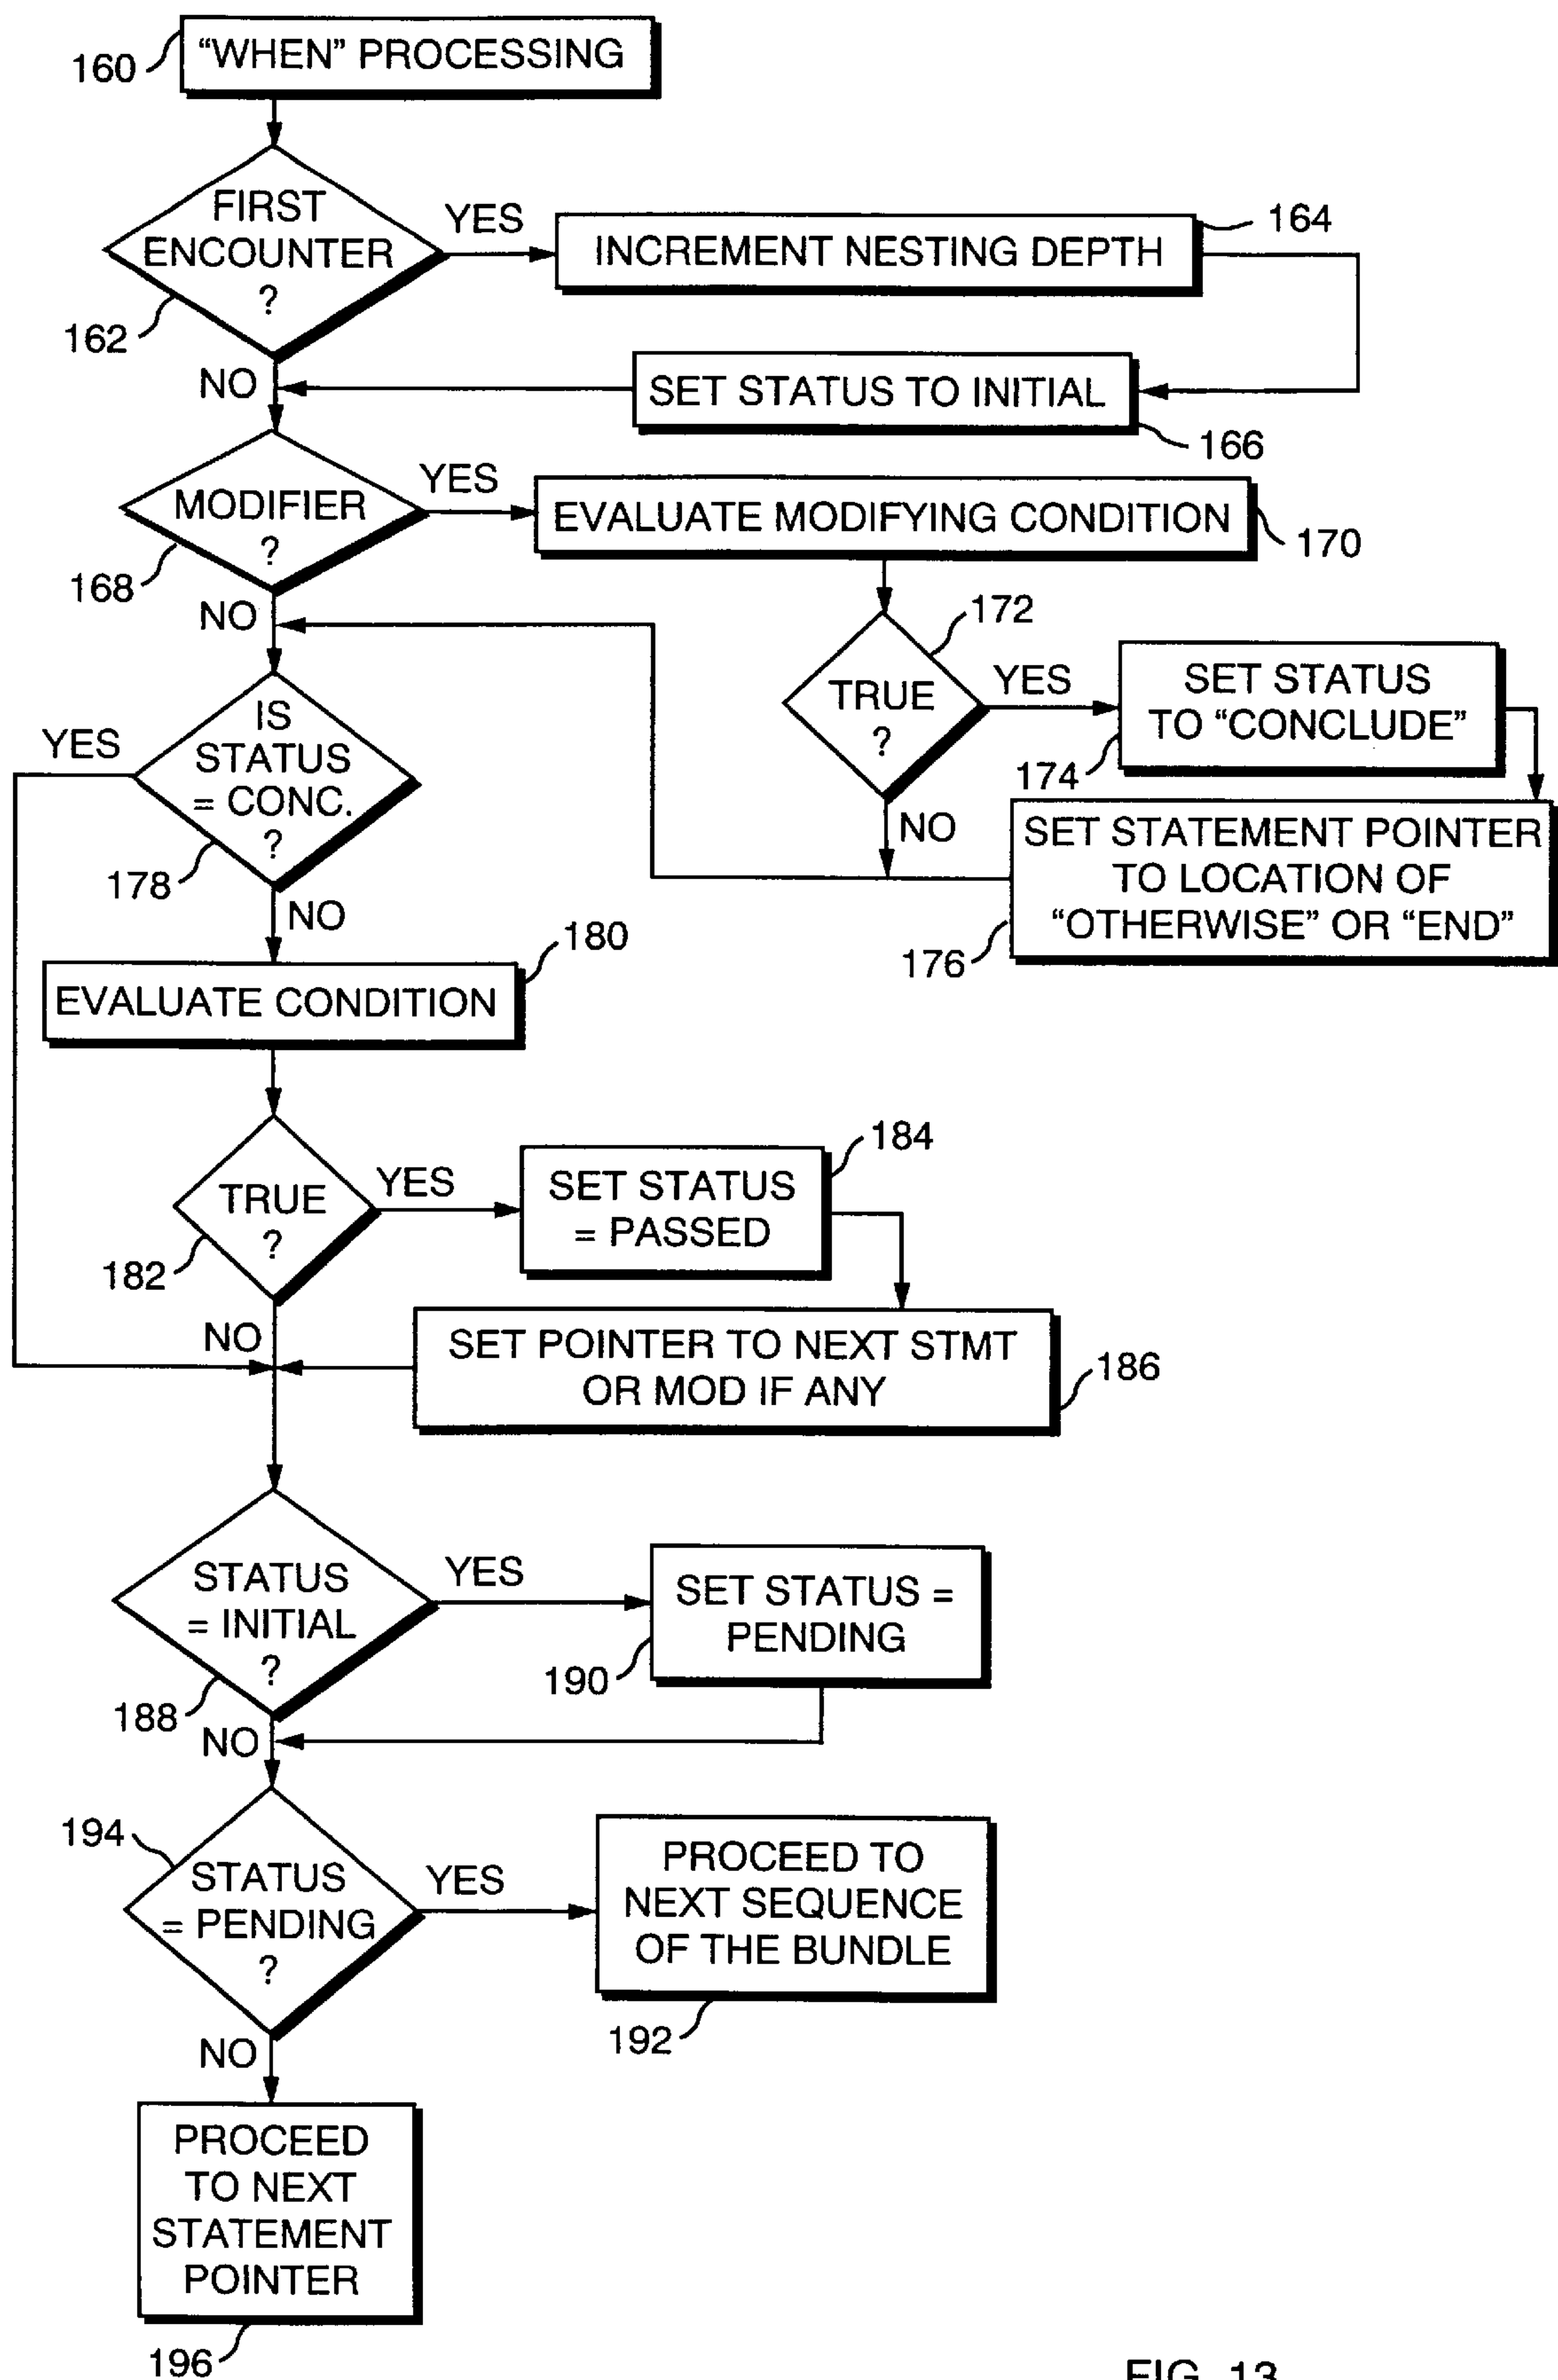 160
“WHEN” PROCESSING
FIRST
ENCOUNTER
?
162
YES
INCREMENT NESTING DEPTH
164
NO
SET STATUS TO INITIAL
166
MODIFIER
?
168
YES
EVALUATE MODIFYING CONDITION
170
NO
172
TRUE
?
YES
SET STATUS
TO “CONCLUDE”
174
NO
SET STATEMENT POINTER
TO LOCATION OF
“OTHERWISE” OR “END”
176
YES
IS
STATUS
= CONC.
?
178
NO
180
EVALUATE CONDITION
TRUE
?
182
YES
184
SET STATUS
= PASSED
NO
SET POINTER TO NEXT STMT
OR MOD IF ANY
186
STATUS
= INITIAL
?
188
YES
SET STATUS =
PENDING
190
NO
194
STATUS
= PENDING
?
YES
PROCEED TO
NEXT SEQUENCE
OF THE BUNDLE
192
NO
PROCEED
TO NEXT
STATEMENT
POINTER
196
FIG. 13